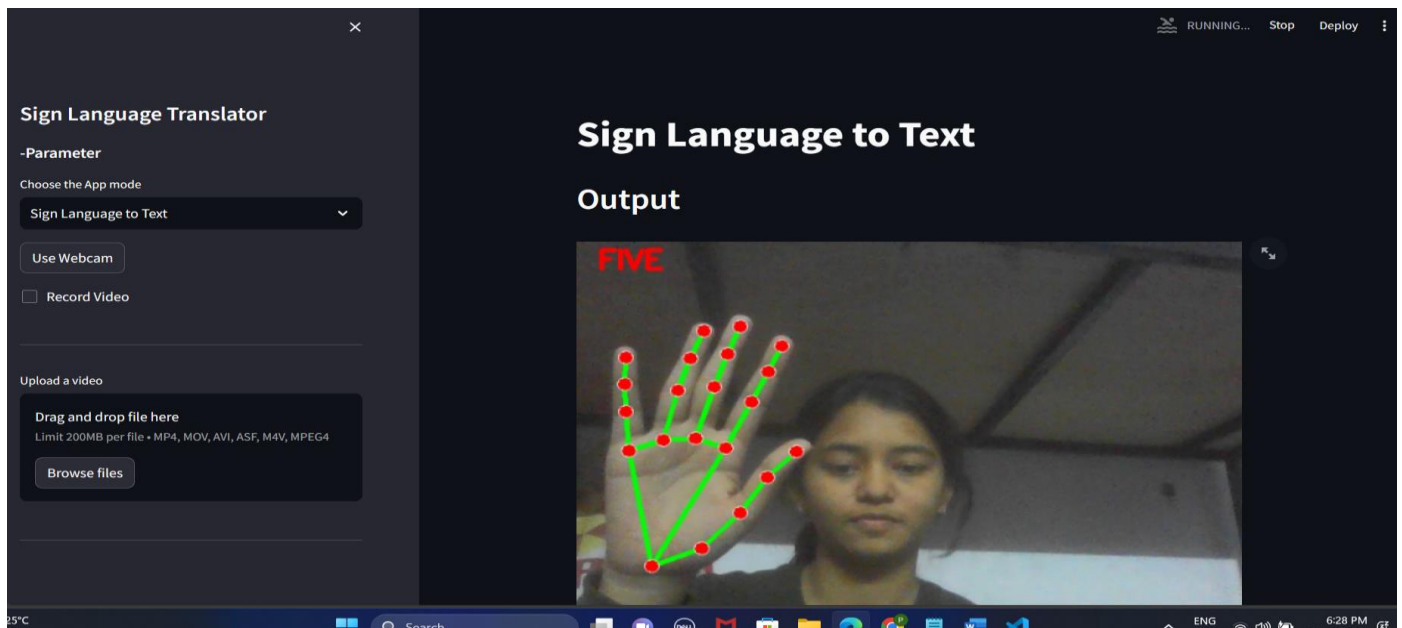 RUNNING...
Stop
Deploy
Sign Language Translator
-Parameter
Choose the App mode
Sign Language to Text
Use Webcam
Record Video
Upload a video
Drag and drop file here
Limit 200MB per file • MP4, MOV, AVI, ASF, M4V, MPEG4
Browse files
Sign Language to Text
Output
FIVE
25°C
Search
ENG
6:28 PM